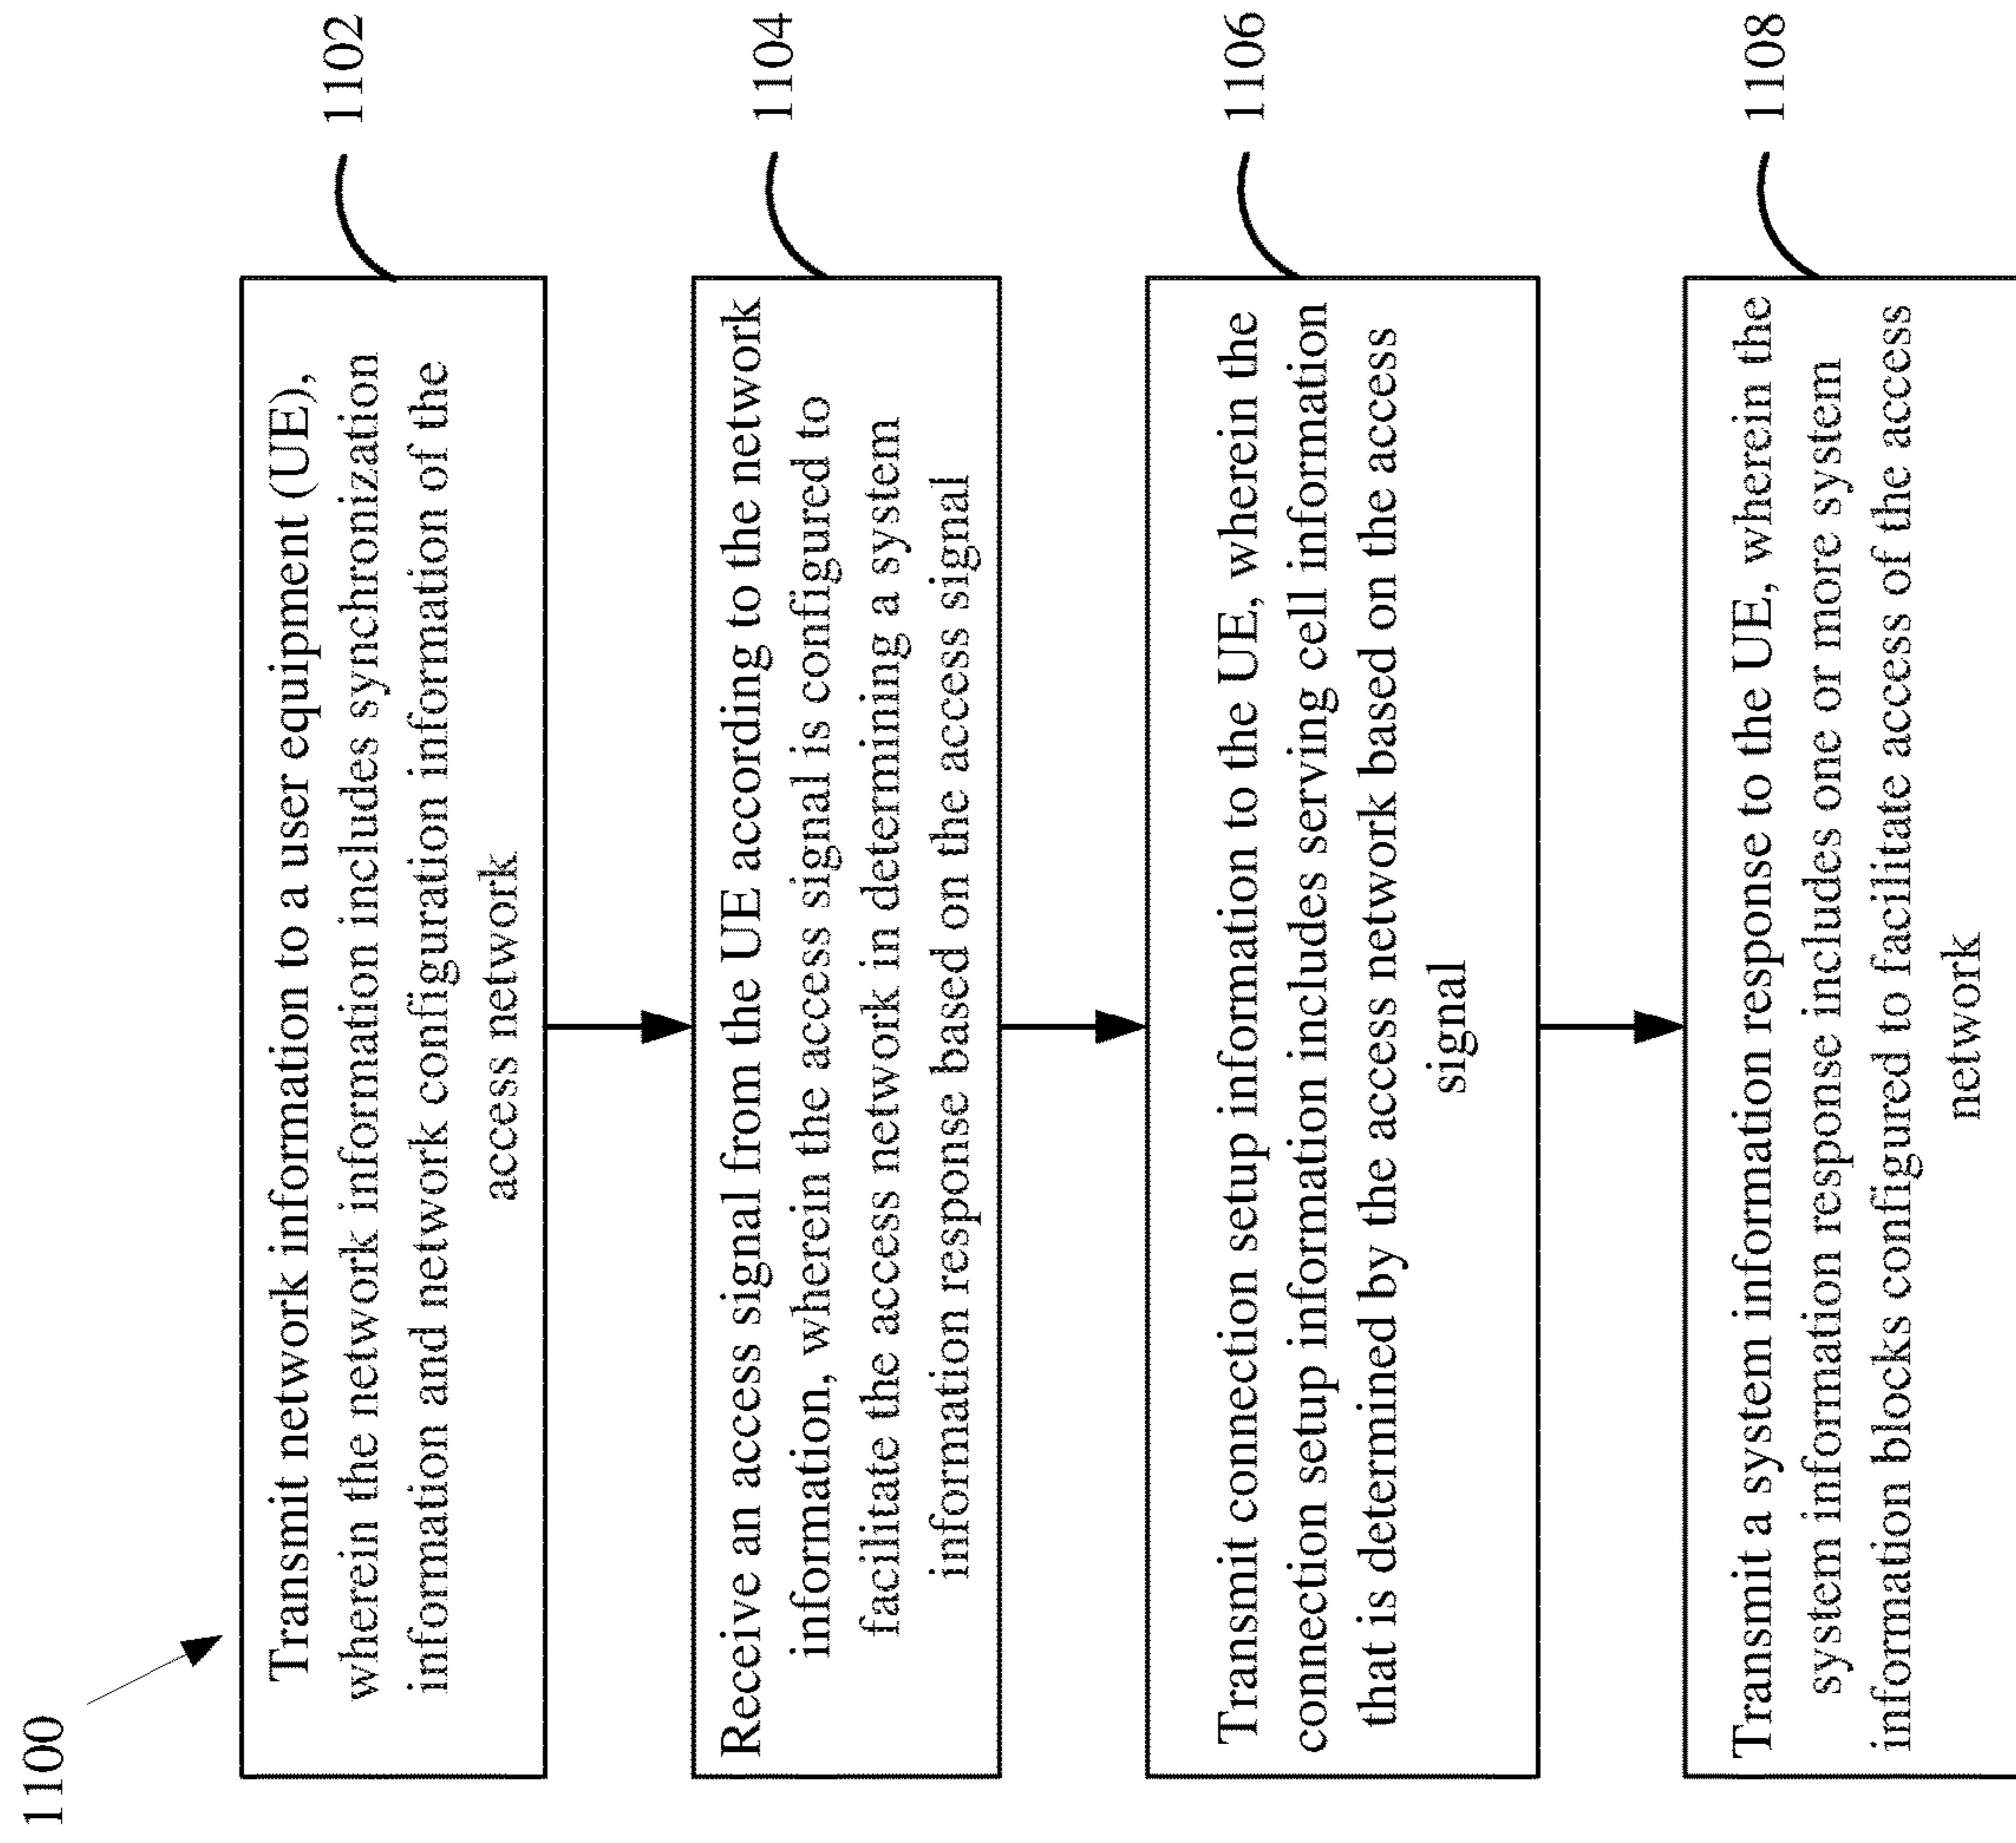 1100
Transmit network information to a user equipment (UE),
wherein the network information includes synchronization
information and network configuration information of the
access network
1102
Receive an access signal from the UE according to the network
information, wherein the access signal is configured to
facilitate the access network in determining a system
information response based on the access signal
1104
Transmit connection setup information to the UE, wherein the
connection setup information includes serving cell information
that is determined by the access network based on the access
signal
1106
Transmit a system information response to the UE, wherein the
system information response includes one or more system
information blocks configured to facilitate access of the access
network
1108